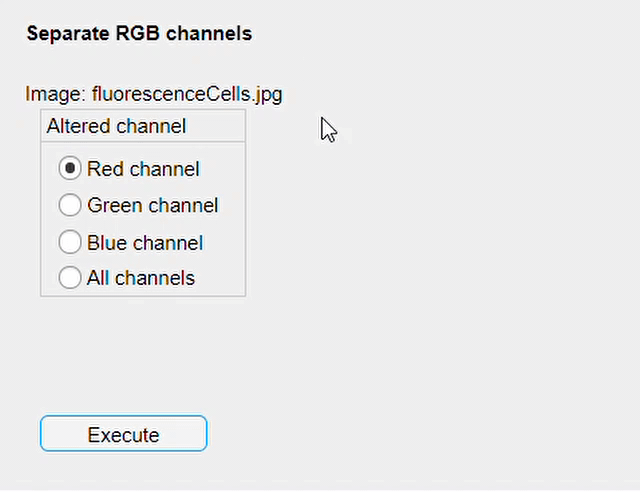 Separate RGB channels
Image: fluorescenceCells.jpg
Altered channel
Red channel
Green channel
Blue channel
All channels
Execute